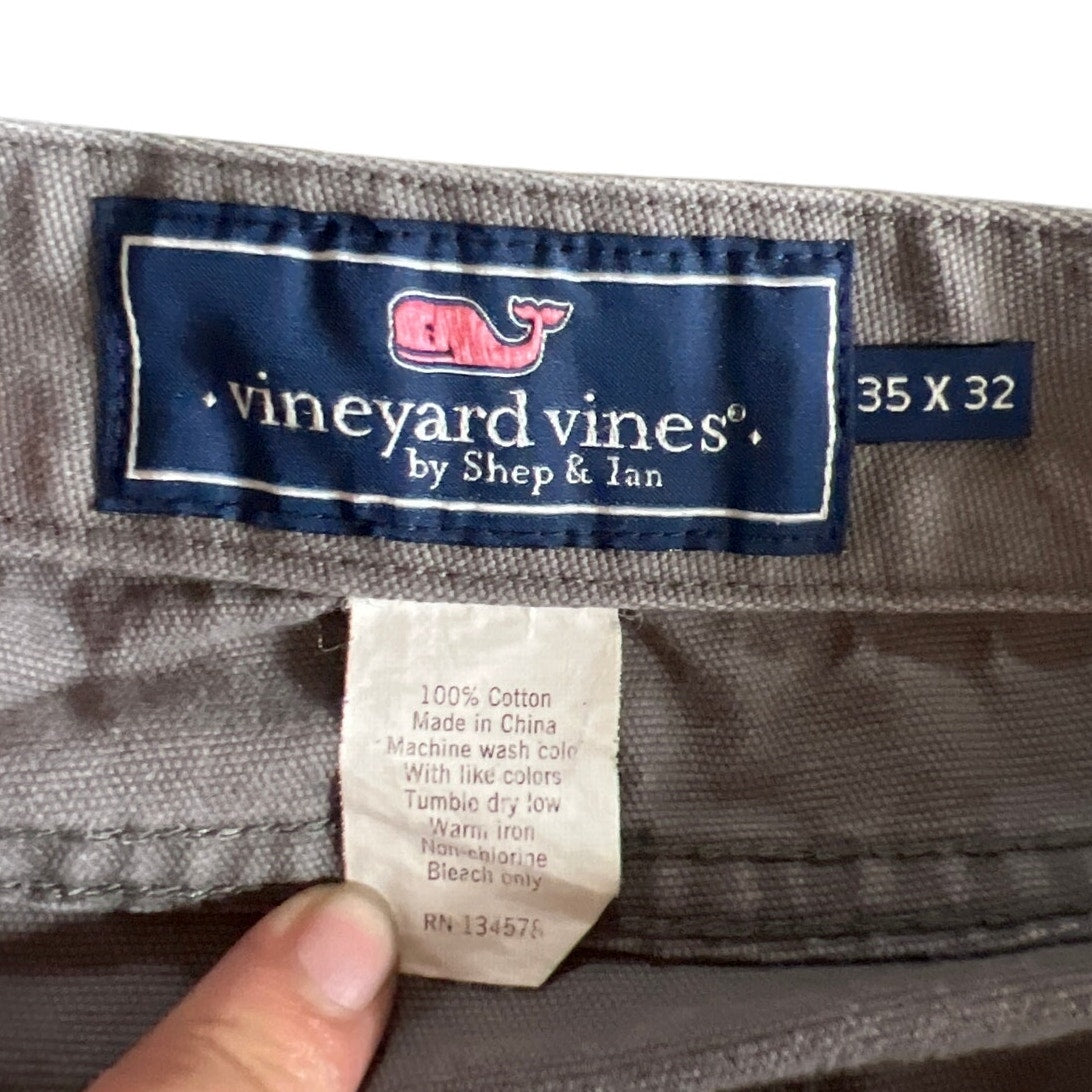 vineyard vines®
by Shep & Ian
35 X 32
100% Cotton
Made in China
Machine wash cold
With like colors
Tumble dry low
Warm iron
Non-chlorine
Bleach only
RN 134578